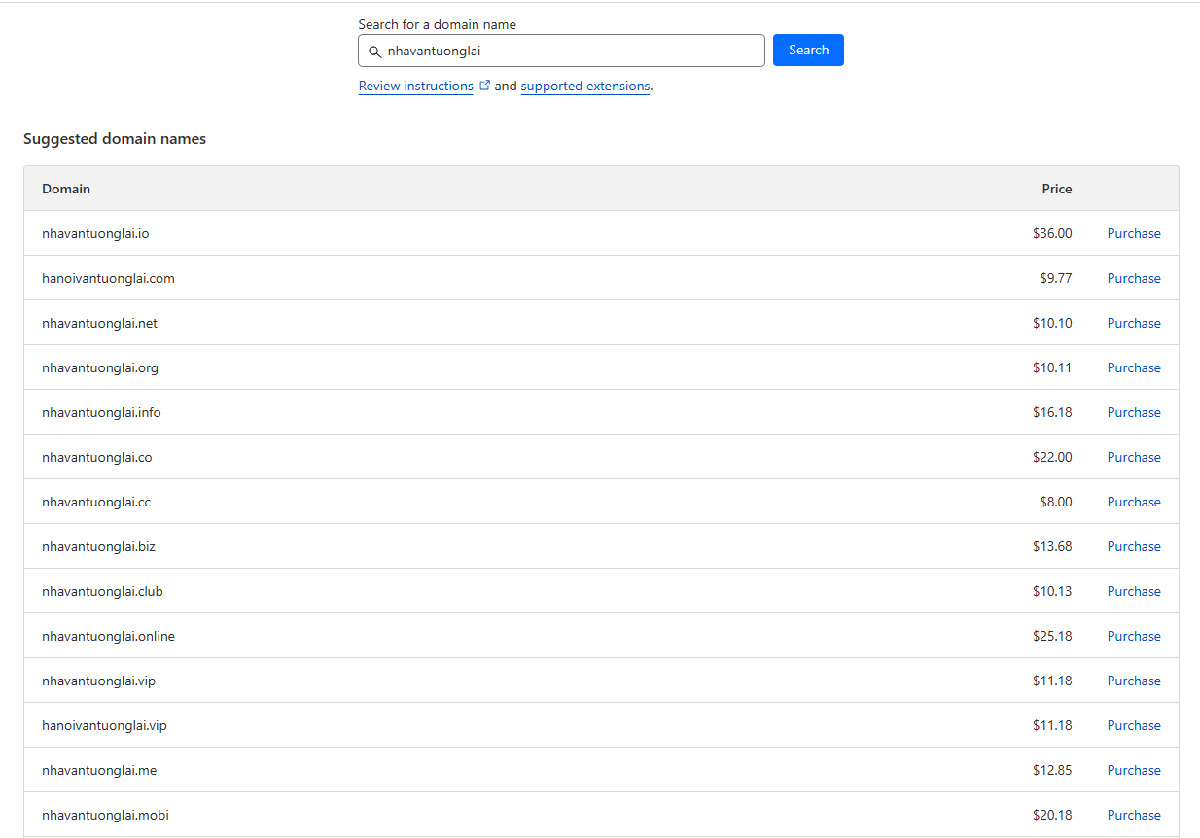 Search for a domain name
nhavantuonglai
Search
Review instructions and supported extensions.
Suggested domain names
Domain Price
nhavantuonglai.io $36.00 Purchase
hanoivantuonglai.com $9.77 Purchase
nhavantuonglai.net $10.10 Purchase
nhavantuonglai.org $10.11 Purchase
nhavantuonglai.info $16.18 Purchase
nhavantuonglai.co $22.00 Purchase
nhavantuonglai.cc $8.00 Purchase
nhavantuonglai.biz $13.68 Purchase
nhavantuonglai.club $10.13 Purchase
nhavantuonglai.online $25.18 Purchase
nhavantuonglai.vip $11.18 Purchase
hanoivantuonglai.vip $11.18 Purchase
nhavantuonglai.me $12.85 Purchase
nhavantuonglai.mobi $20.18 Purchase